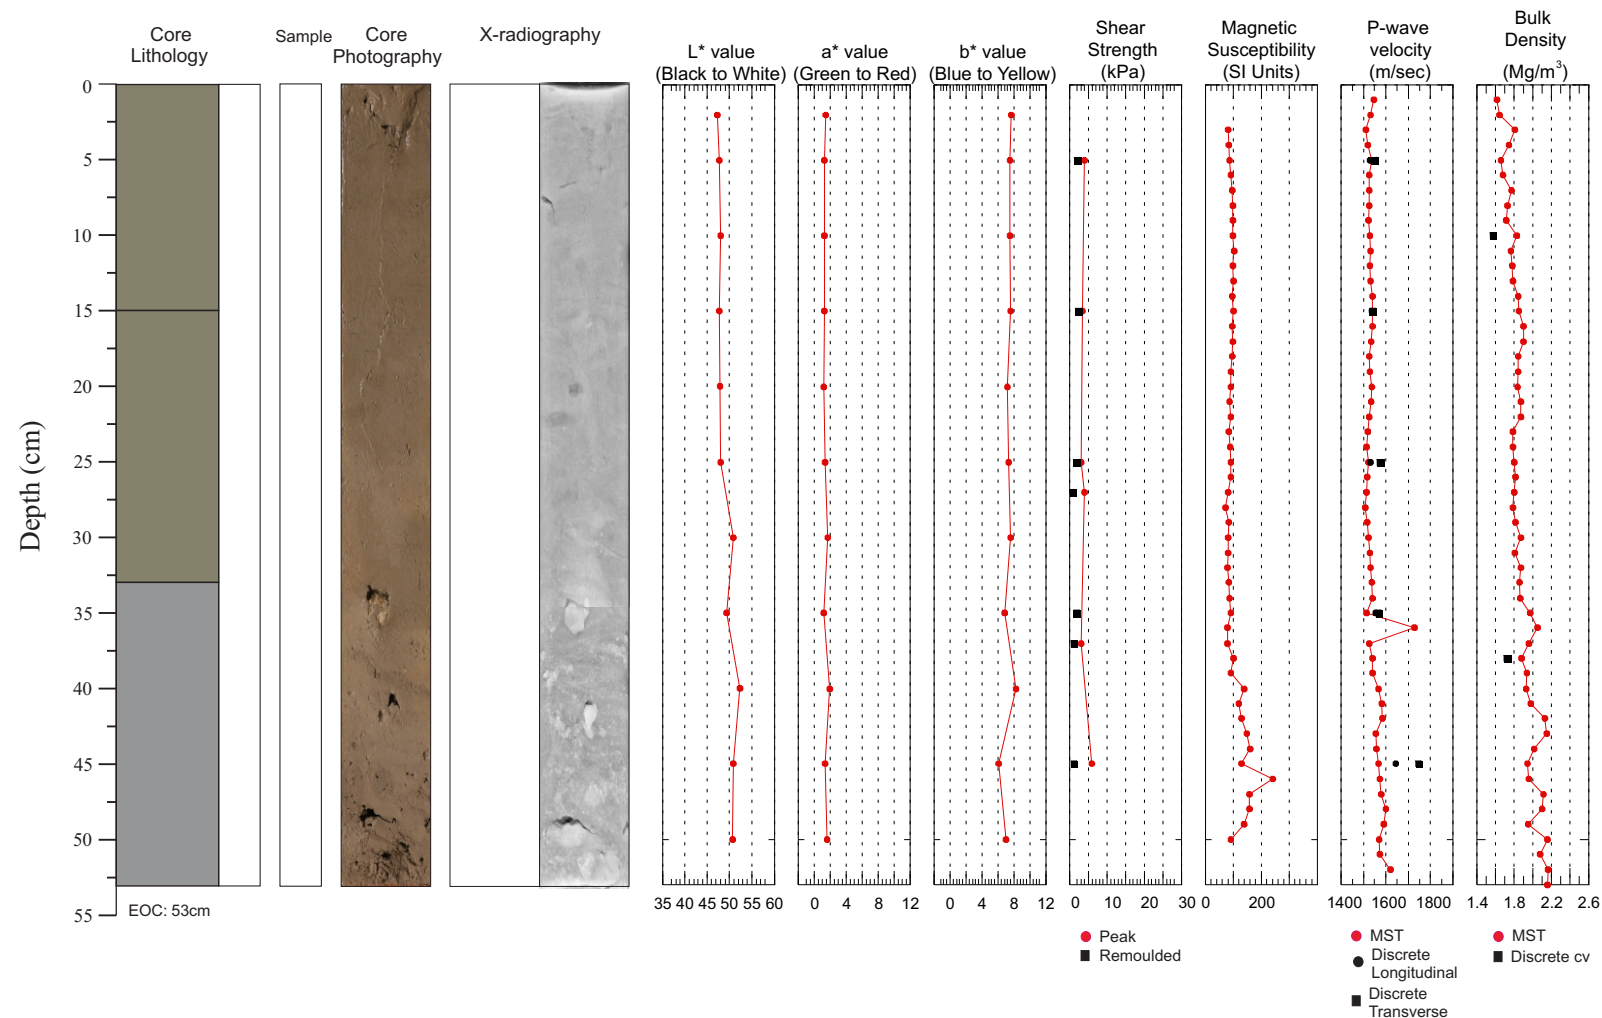 Core
Lithology
Sample
Core
Photography
X-radiography
L* value
(Black to White)
a* value
(Green to Red)
b* value
(Blue to Yellow)
Shear
Strength
(kPa)
Magnetic
Susceptibility
(SI Units)
P-wave
velocity
(m/sec)
Bulk
Density
(Mg/m³)
Depth (cm)
0
5
10
15
20
25
30
35
40
45
50
55
EOC: 53cm
35 40 45 50 55 60
0 4 8 12
0 4 8 12
0 10 20 30
0 200
1400 1600 1800
1.4 1.8 2.2 2.6
Peak
Remoulded
MST
Discrete
Longitudinal
Discrete
Transverse
MST
Discrete cv